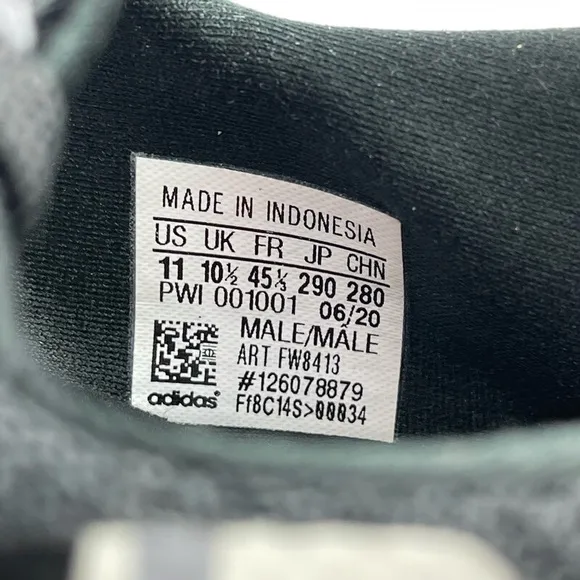 MADE IN INDONESIA
US UK FR JP CHN
11 10½ 45⅓ 290 280
PWI 001001 06/20
MALE/MÂLE
ART FW8413
#126078879
adidas® Ff8C14S>00034